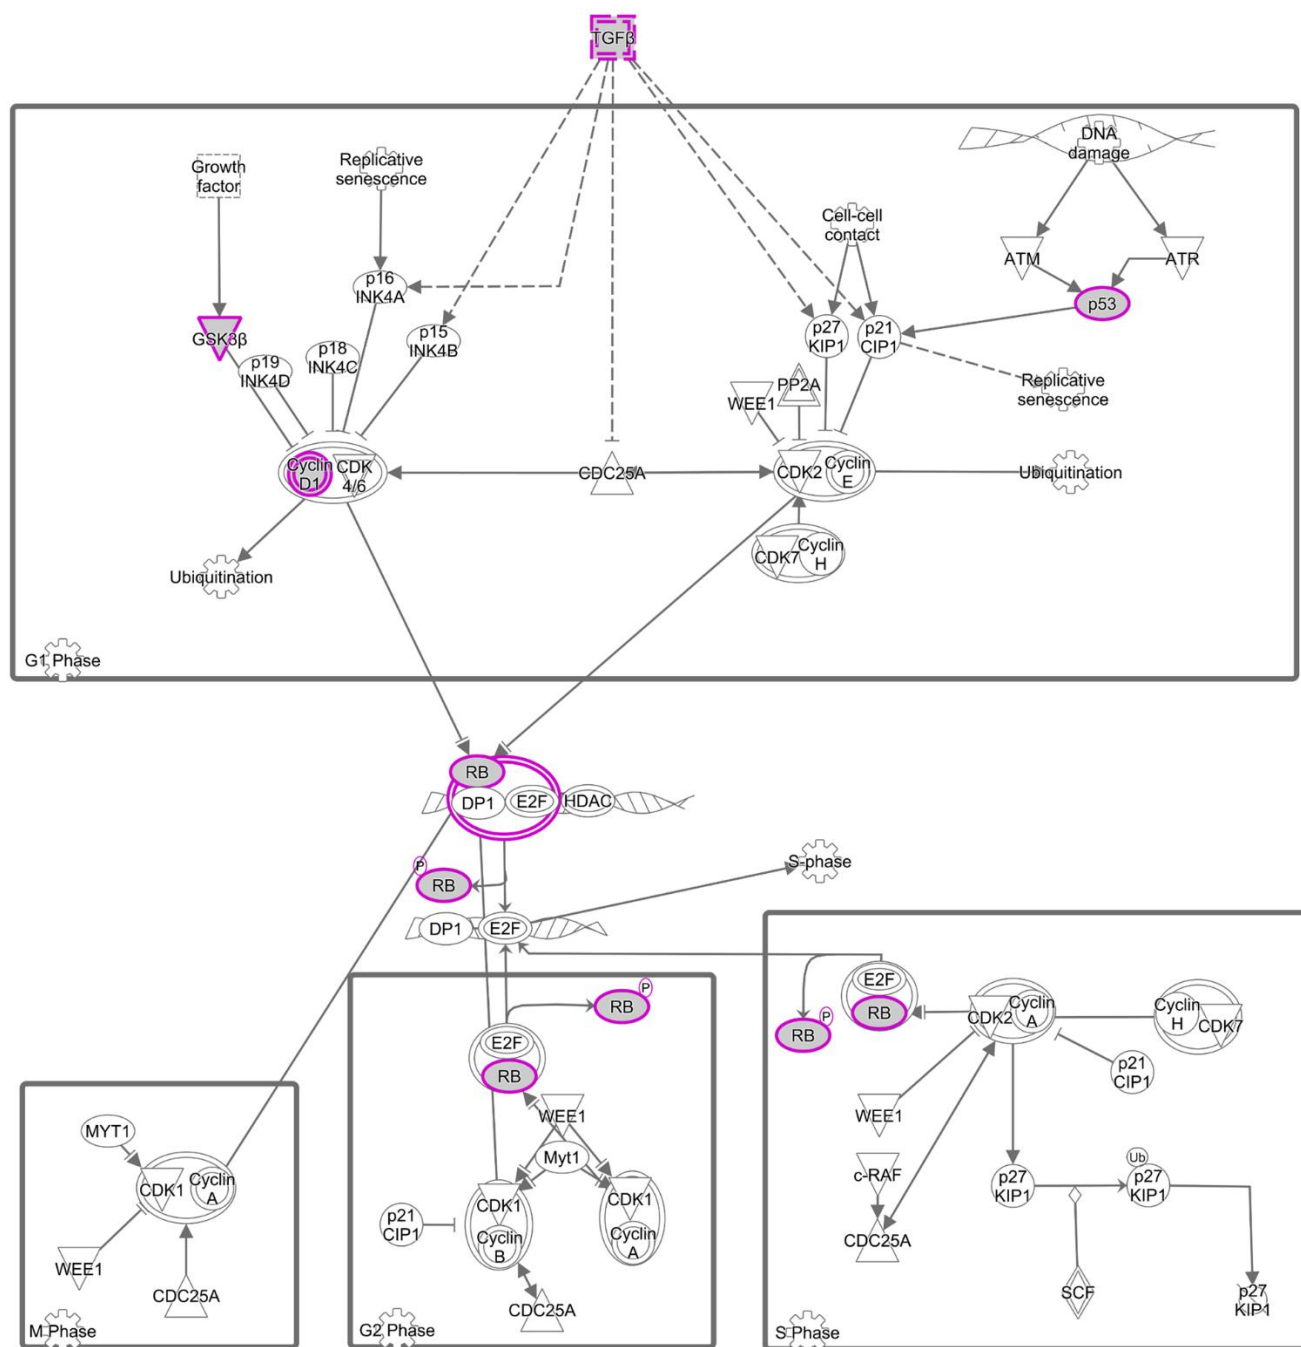 TGFβ
DNA
damage
Growth
factor
Replicative
senescence
Cell-cell
contact
ATM
ATR
p16
INK4A
p53
GSK3β
p19
INK4D
p18
INK4C
p15
INK4B
p27
KIP1
p21
CIP1
Replicative
senescence
WEE1
PP2A
Cyclin
D1
CDK
4/6
CDC25A
CDK2
Cyclin
E
Ubiquitination
CDK7
Cyclin
H
Ubiquitination
G1 Phase
RB
DP1
E2F
HDAC
P
RB
S-phase
DP1
E2F
RB
P
E2F
RB
WEE1
Myt1
CDK1
CDK1
p21
CIP1
Cyclin
B
Cyclin
A
CDC25A
G2 Phase
MYT1
CDK1
Cyclin
A
WEE1
CDC25A
M Phase
E2F
RB
P
RB
CDK2
Cyclin
A
Cyclin
H
CDK7
p21
CIP1
WEE1
c-RAF
p27
KIP1
Ub
p27
KIP1
CDC25A
SCF
p27
KIP1
S Phase